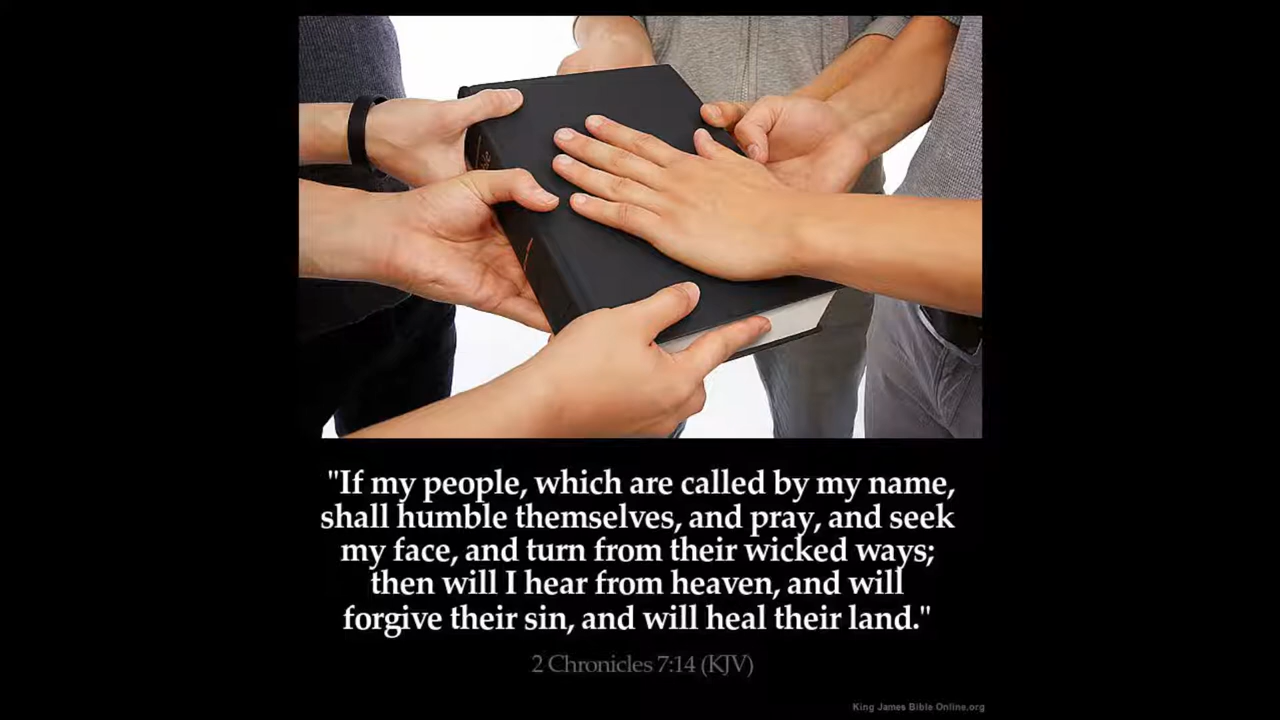 "If my people, which are called by my name,
shall humble themselves, and pray, and seek
my face, and turn from their wicked ways;
then will I hear from heaven, and will
forgive their sin, and will heal their land."
2 Chronicles 7:14 (KJV)
King James Bible Online.org